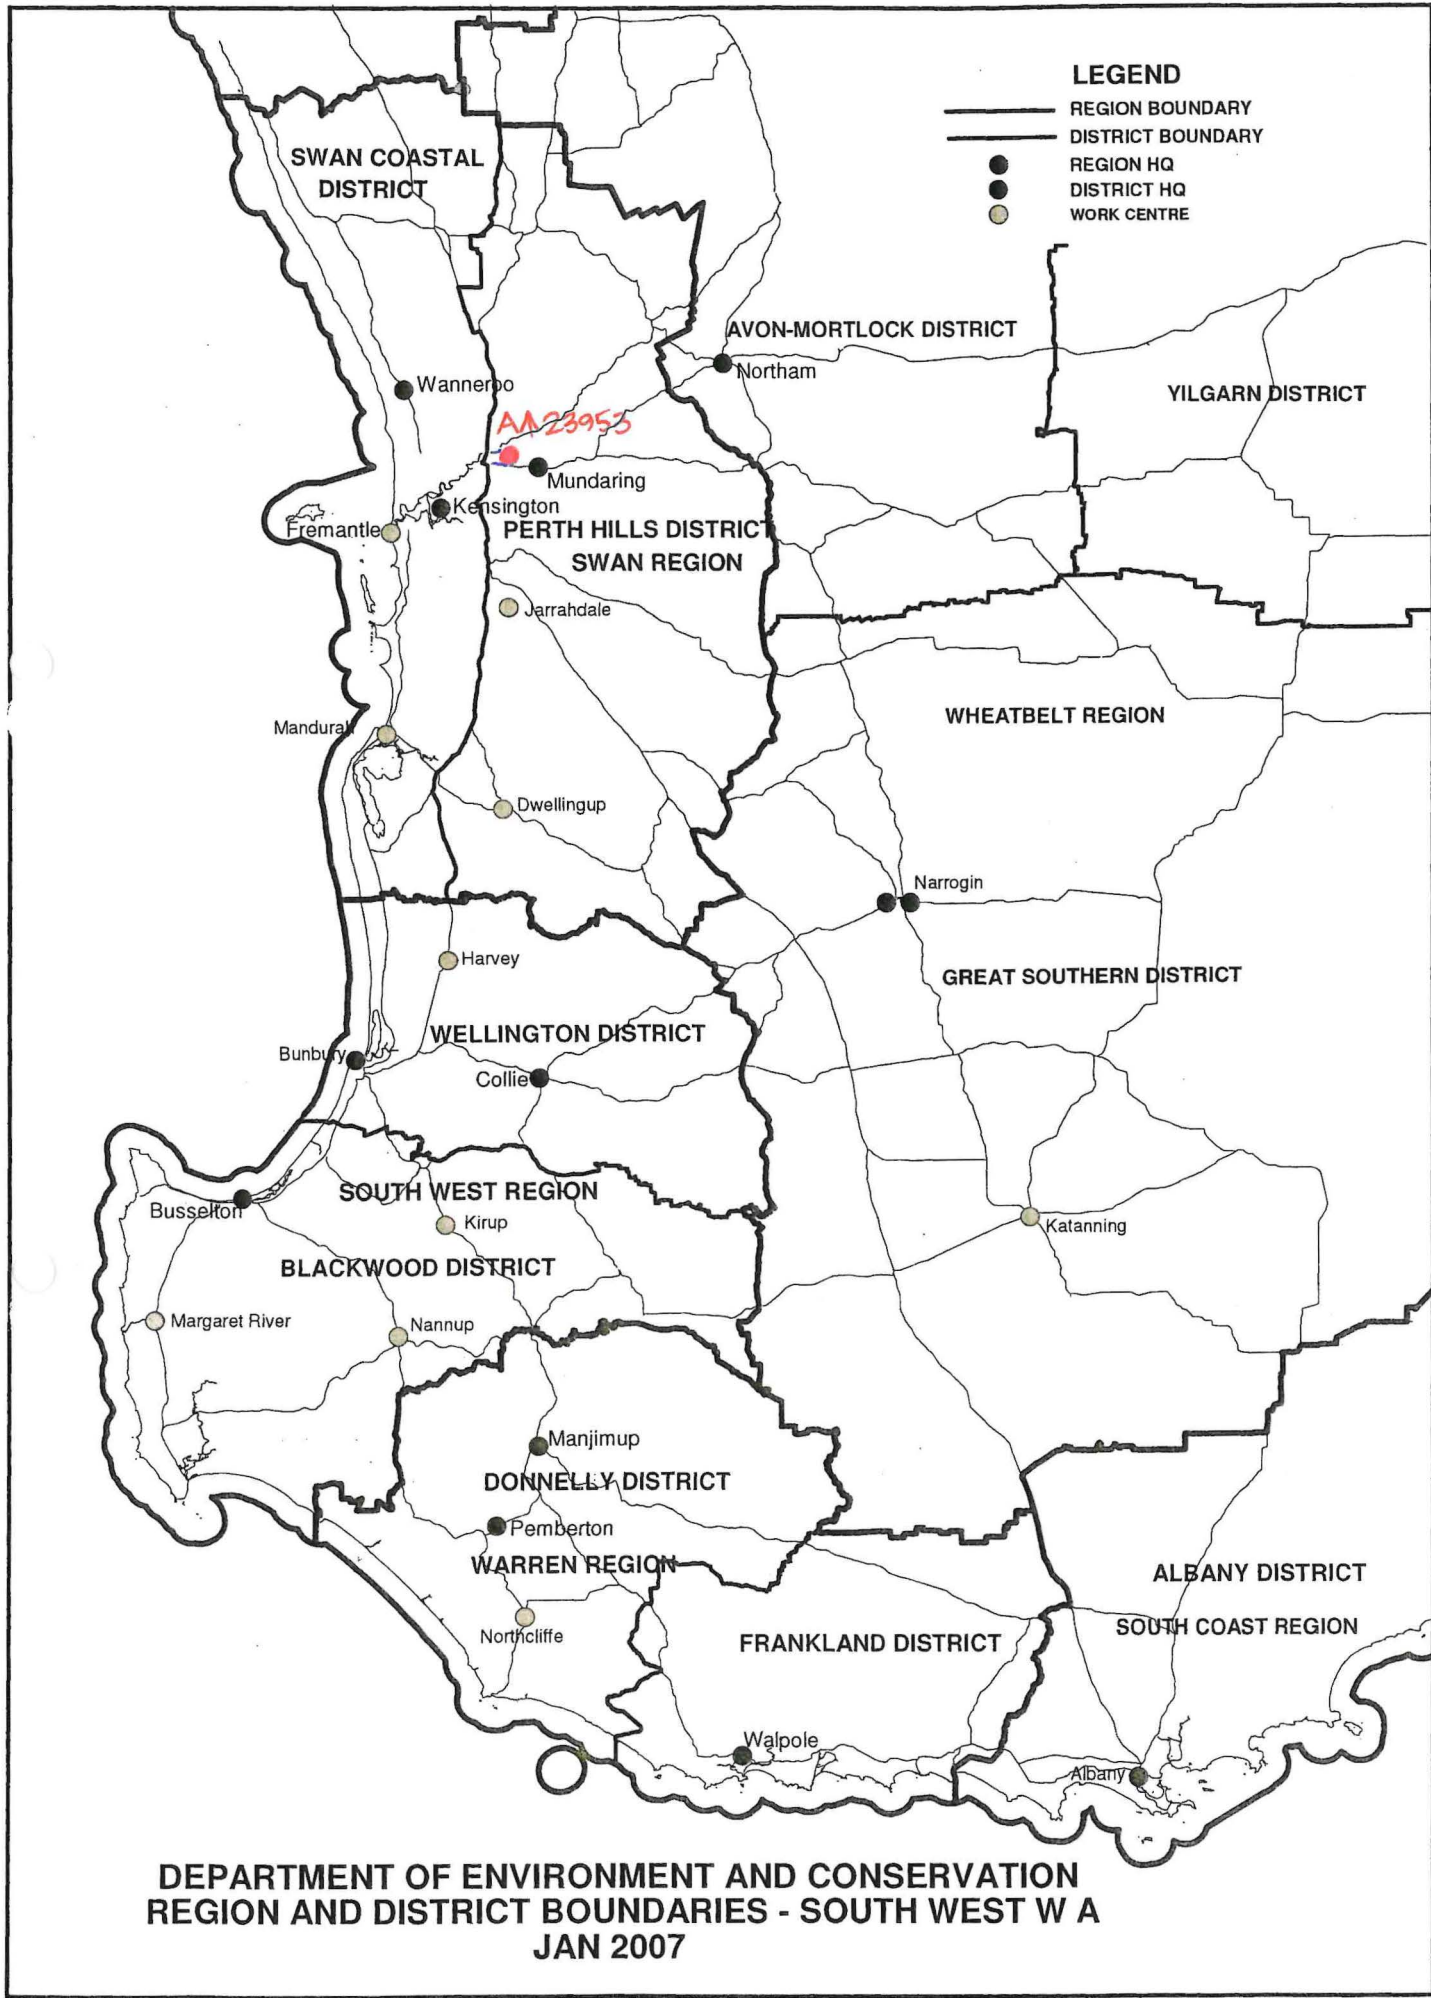 LEGEND
REGION BOUNDARY
DISTRICT BOUNDARY
REGION HQ
DISTRICT HQ
WORK CENTRE
SWAN COASTAL
DISTRICT
AVON-MORTLOCK DISTRICT
Northam
YILGARN DISTRICT
Wanneroo
AA 23953
Mundaring
Kensington
Fremantle
PERTH HILLS DISTRICT
SWAN REGION
Jarrahdale
WHEATBELT REGION
Mandurah
Dwellingup
Narrogin
Harvey
GREAT SOUTHERN DISTRICT
WELLINGTON DISTRICT
Bunbury
Collie
SOUTH WEST REGION
Busselton
Kirup
Katanning
BLACKWOOD DISTRICT
Margaret River
Nannup
Manjimup
DONNELLY DISTRICT
Pemberton
WARREN REGION
ALBANY DISTRICT
Northcliffe
SOUTH COAST REGION
FRANKLAND DISTRICT
Walpole
Albany
DEPARTMENT OF ENVIRONMENT AND CONSERVATION
REGION AND DISTRICT BOUNDARIES - SOUTH WEST W A
JAN 2007